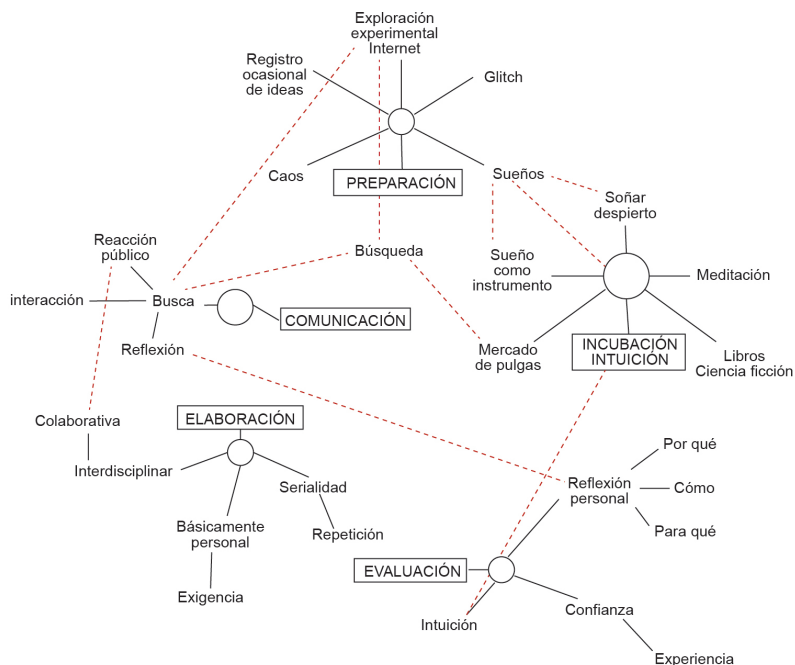 Exploración
experimental
Internet
Registro
ocasional
de ideas
Glitch
Caos
PREPARACIÓN
Sueños
Soñar
despierto
Reacción
público
Búsqueda
Sueño
como
instrumento
Meditación
interacción
Busca
COMUNICACIÓN
Reflexión
Mercado
de pulgas
INCUBACIÓN
INTUICIÓN
Libros
Ciencia ficción
Colaborativa
ELABORACIÓN
Interdisciplinar
Serialidad
Básicamente
personal
Repetición
Exigencia
Por qué
Reflexión
personal
Cómo
Para qué
EVALUACIÓN
Intuición
Confianza
Experiencia